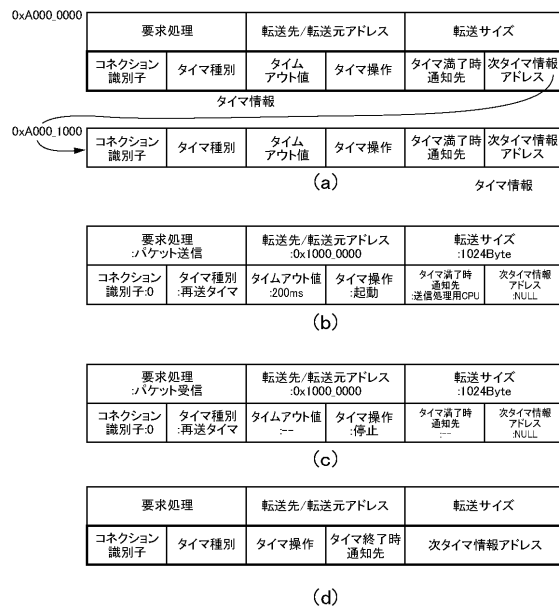 0xA000_0000
要求処理
転送先/転送元アドレス
転送サイズ
コネクション
識別子
タイマ種別
タイム
アウト値
タイマ操作
タイマ満了時
通知先
次タイマ情報
アドレス
タイマ情報
0xA000_1000
コネクション
識別子
タイマ種別
タイム
アウト値
タイマ操作
タイマ満了時
通知先
次タイマ情報
アドレス
(a)
タイマ情報
要求処理
:パケット送信
転送先/転送元アドレス
:0x1000_0000
転送サイズ
:1024Byte
コネクション
識別子:0
タイマ種別
:再送タイマ
タイムアウト値
:200ms
タイマ操作
:起動
タイマ満了時
通知先
:送信処理用CPU
次タイマ情報
アドレス
:NULL
(b)
要求処理
:パケット受信
転送先/転送元アドレス
:0x1000_0000
転送サイズ
:1024Byte
コネクション
識別子:0
タイマ種別
:再送タイマ
タイムアウト値
:--
タイマ操作
:停止
タイマ満了時
通知先
:--
次タイマ情報
アドレス
:NULL
(c)
要求処理
転送先/転送元アドレス
転送サイズ
コネクション
識別子
タイマ種別
タイマ操作
タイマ終了時
通知先
次タイマ情報アドレス
(d)